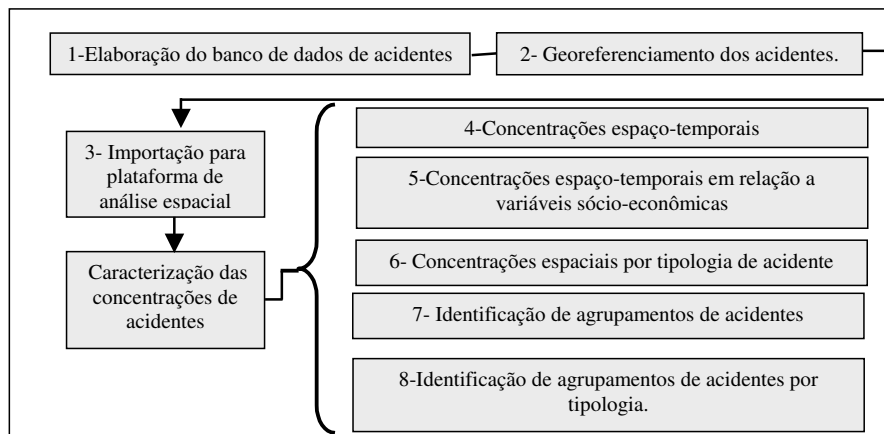 1-Elaboração do banco de dados de acidentes
2- Georeferenciamento dos acidentes.
3- Importação para
plataforma de
análise espacial
Caracterização das
concentrações de
acidentes
4-Concentrações espaço-temporais
5-Concentrações espaço-temporais em relação a
variáveis sócio-econômicas
6- Concentrações espaciais por tipologia de acidente
7- Identificação de agrupamentos de acidentes
8-Identificação de agrupamentos de acidentes por
tipologia.